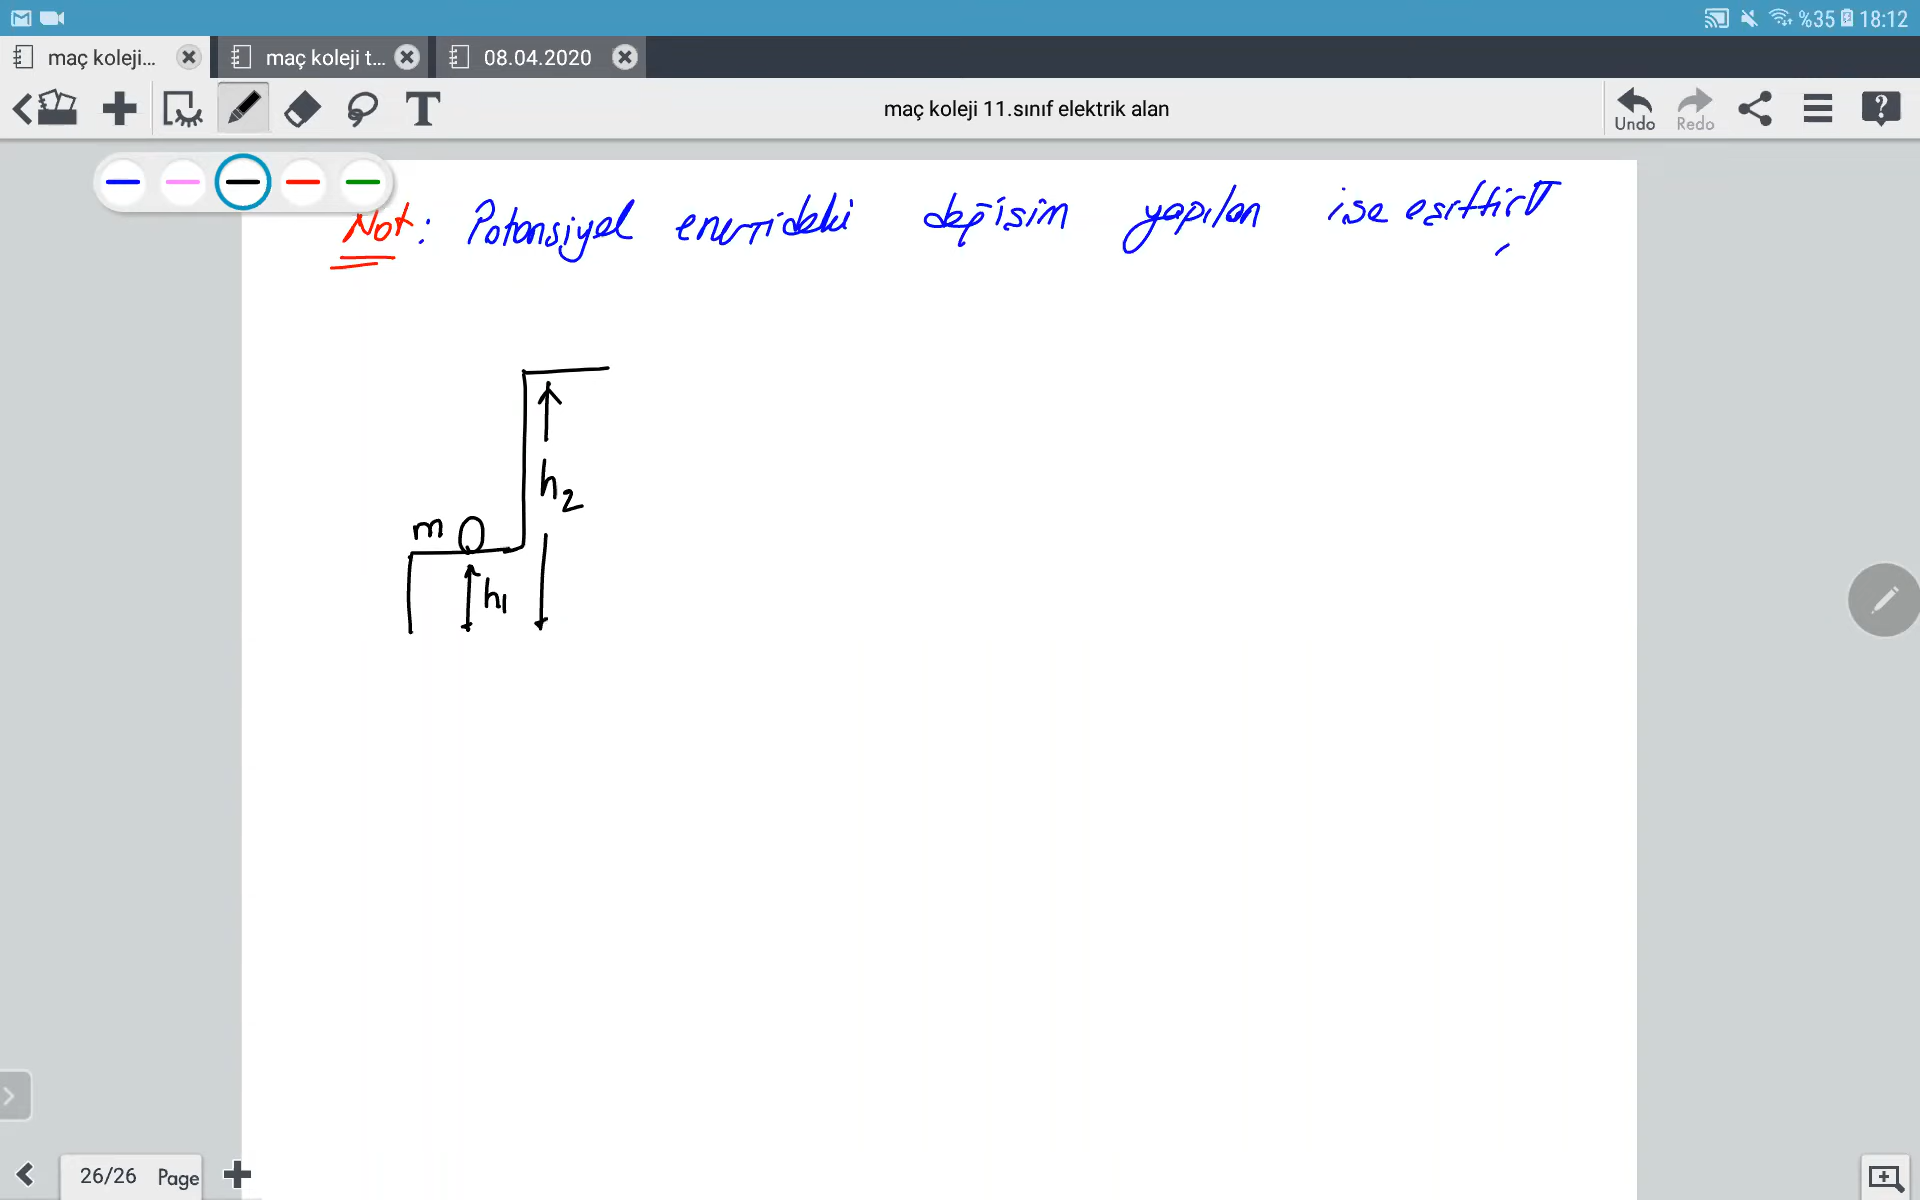 %35 18:12
maç koleji... maç koleji t... 08.04.2020
maç koleji 11.sınıf elektrik alan
Undo Redo
Not: Potansiyel enerjideki değişim yapılan işe eşittir
h2
m
h1
26/26 Page